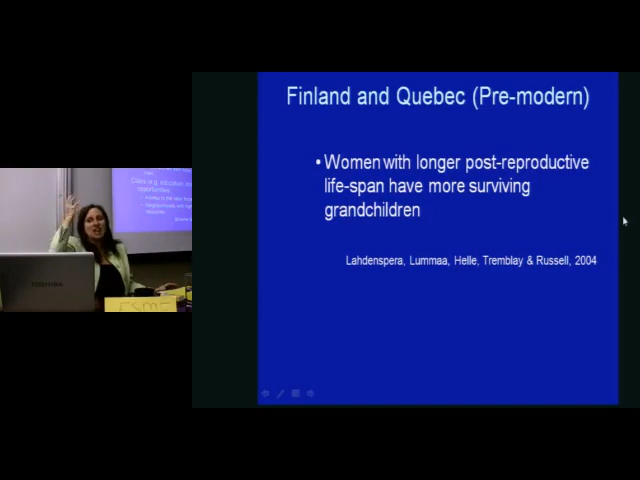 Finland and Quebec (Pre-modern)
• Women with longer post-reproductive
life-span have more surviving
grandchildren
Lahdenspera, Lummaa, Helle, Tremblay & Russell, 2004
TOSHIBA